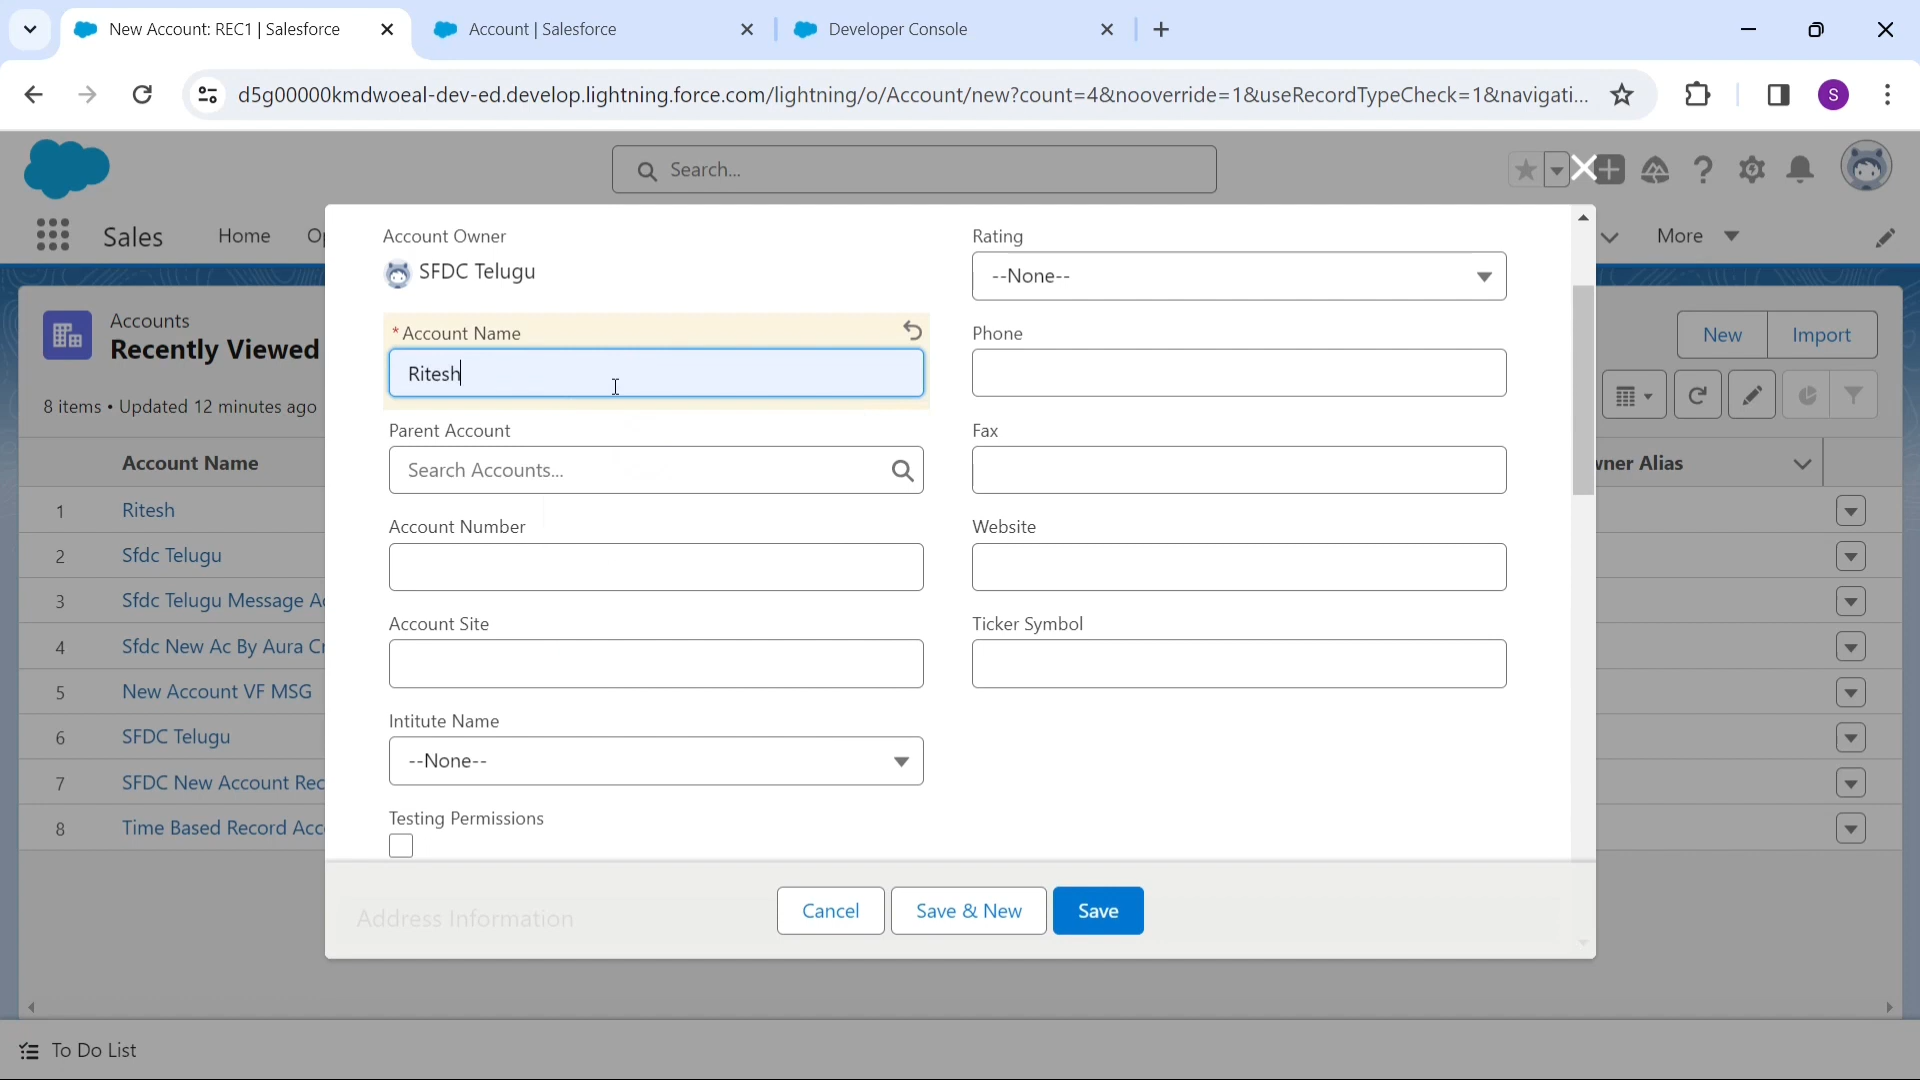 New Account: REC1 | Salesforce
Account | Salesforce
Developer Console
d5g00000kmdwoeal-dev-ed.develop.lightning.force.com/lightning/o/Account/new?count=4&nooverride=1&useRecordTypeCheck=1&navigati...
S
Search...
Sales
Home
Op
More
Accounts
Recently Viewed
New
Import
8 items • Updated 12 minutes ago
Account Name
wner Alias
1 Ritesh
2 Sfdc Telugu
3 Sfdc Telugu Message Ac
4 Sfdc New Ac By Aura Cr
5 New Account VF MSG
6 SFDC Telugu
7 SFDC New Account Rec
8 Time Based Record Acc
Account Owner
SFDC Telugu
Rating
--None--
* Account Name
Ritesh
Phone
Parent Account
Search Accounts...
Fax
Account Number
Website
Account Site
Ticker Symbol
Intitute Name
--None--
Testing Permissions
Address Information
Cancel
Save & New
Save
To Do List